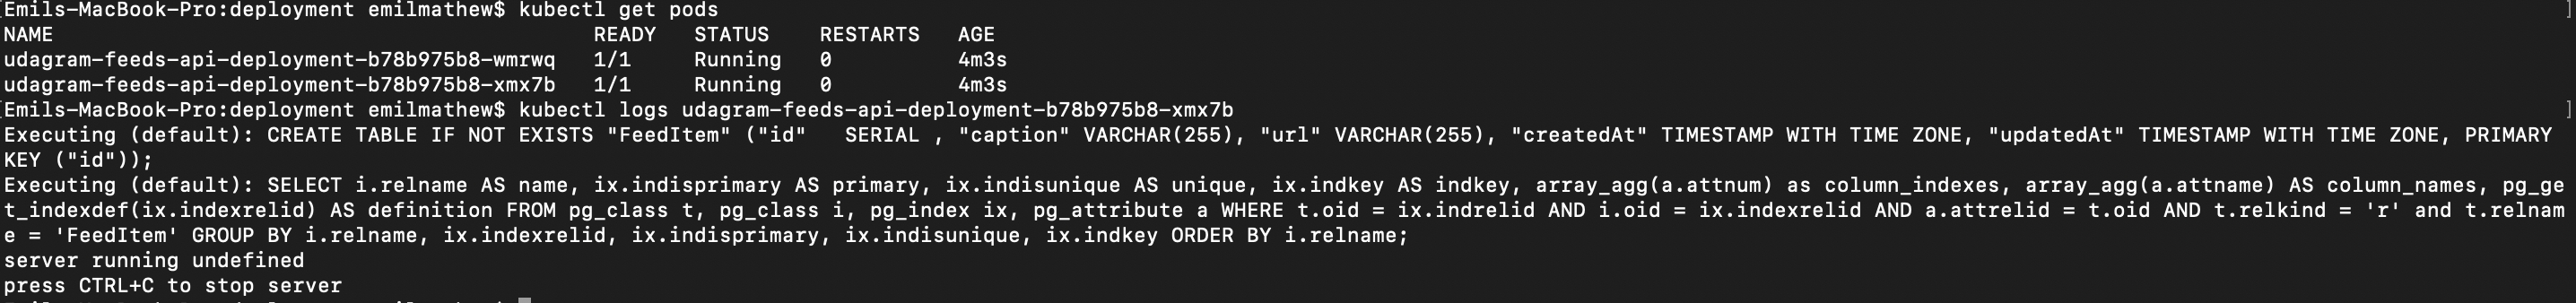 Emils-MacBook-Pro:deployment emilmathew$ kubectl get pods
NAME                                       READY   STATUS    RESTARTS   AGE
udagram-feeds-api-deployment-b78b975b8-wmrwq   1/1     Running   0          4m3s
udagram-feeds-api-deployment-b78b975b8-xmx7b   1/1     Running   0          4m3s
Emils-MacBook-Pro:deployment emilmathew$ kubectl logs udagram-feeds-api-deployment-b78b975b8-xmx7b
Executing (default): CREATE TABLE IF NOT EXISTS "FeedItem" ("id"   SERIAL , "caption" VARCHAR(255), "url" VARCHAR(255), "createdAt" TIMESTAMP WITH TIME ZONE, "updatedAt" TIMESTAMP WITH TIME ZONE, PRIMARY
KEY ("id"));
Executing (default): SELECT i.relname AS name, ix.indisprimary AS primary, ix.indisunique AS unique, ix.indkey AS indkey, array_agg(a.attnum) as column_indexes, array_agg(a.attname) AS column_names, pg_ge
t_indexdef(ix.indexrelid) AS definition FROM pg_class t, pg_class i, pg_index ix, pg_attribute a WHERE t.oid = ix.indrelid AND i.oid = ix.indexrelid AND a.attrelid = t.oid AND t.relkind = 'r' and t.relnam
e = 'FeedItem' GROUP BY i.relname, ix.indexrelid, ix.indisprimary, ix.indisunique, ix.indkey ORDER BY i.relname;
server running undefined
press CTRL+C to stop server